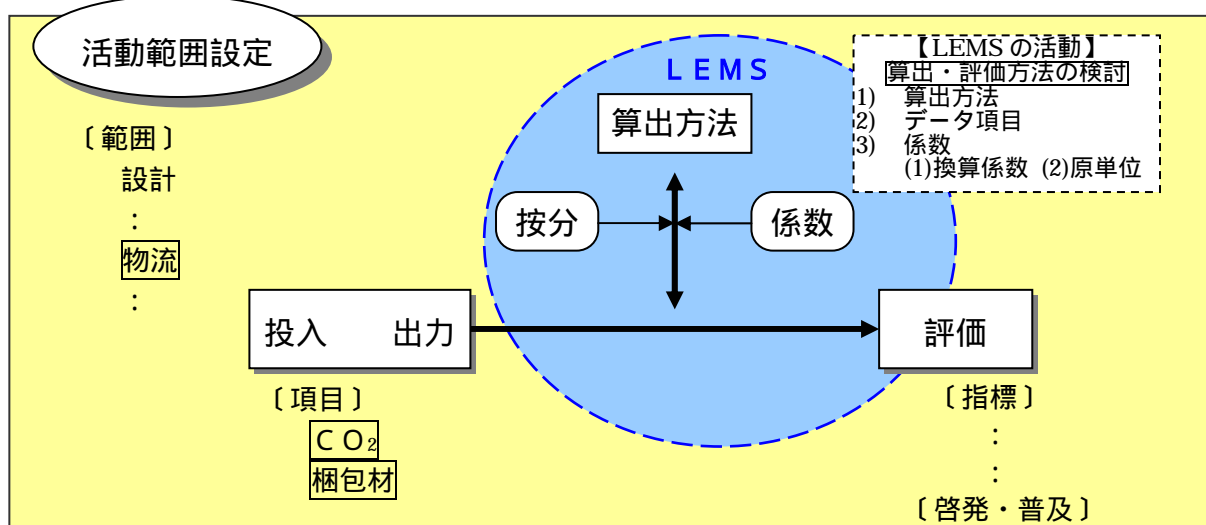 活動範囲設定
〔範囲〕
設計
：
物流
：
ＬＥＭＳ
算出方法
按分
係数
【LEMSの活動】
算出・評価方法の検討
1) 算出方法
2) データ項目
3) 係数
(1)換算係数 (2)原単位
投入 出力
評価
〔項目〕
ＣＯ₂
梱包材
〔指標〕
：
：
〔啓発・普及〕